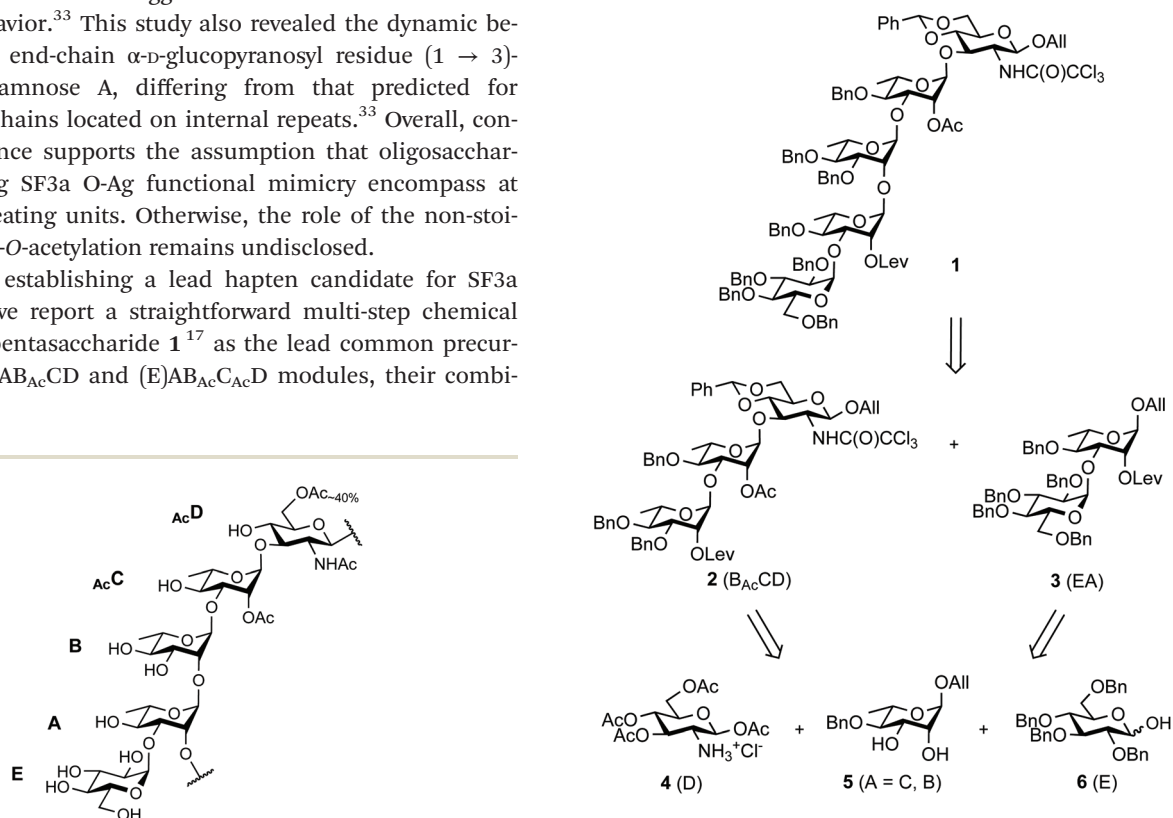 avior.33 This study also revealed the dynamic be-
end-chain α-D-glucopyranosyl residue (1 → 3)-
amnose A, differing from that predicted for
hains located on internal repeats.33 Overall, con-
nce supports the assumption that oligosacchar-
g SF3a O-Ag functional mimicry encompass at
eating units. Otherwise, the role of the non-stoi-
-O-acetylation remains undisclosed.
establishing a lead hapten candidate for SF3a
ve report a straightforward multi-step chemical
pentasaccharide 1 17 as the lead common precur-
ABAcCD and (E)ABAcCAcD modules, their combi-
OAc~40%
AcD
HO
O
O
NHAc
AcC
HO
O
O
OAc
B
HO
O
HO
O
A
HO
O
O
O
E
HO
HO
HO
O
OH
Ph
O
O
O
OAll
O
NHC(O)CCl3
BnO
O
O
OAc
BnO
O
BnO
O
BnO
O
O
OLev
BnO
BnO
BnO
O
OBn
1
Ph
O
O
O
OAll
O
NHC(O)CCl3
BnO
O
O
OAc
BnO
O
BnO
OLev
2 (BAcCD)
+
OAll
BnO
O
O
OLev
BnO
BnO
BnO
O
OBn
3 (EA)
OAc
AcO
O
AcO
OAc
NH3+Cl-
4 (D)
+
OAll
BnO
O
HO
OH
5 (A = C, B)
+
OBn
BnO
O
BnO
OH
OBn
6 (E)